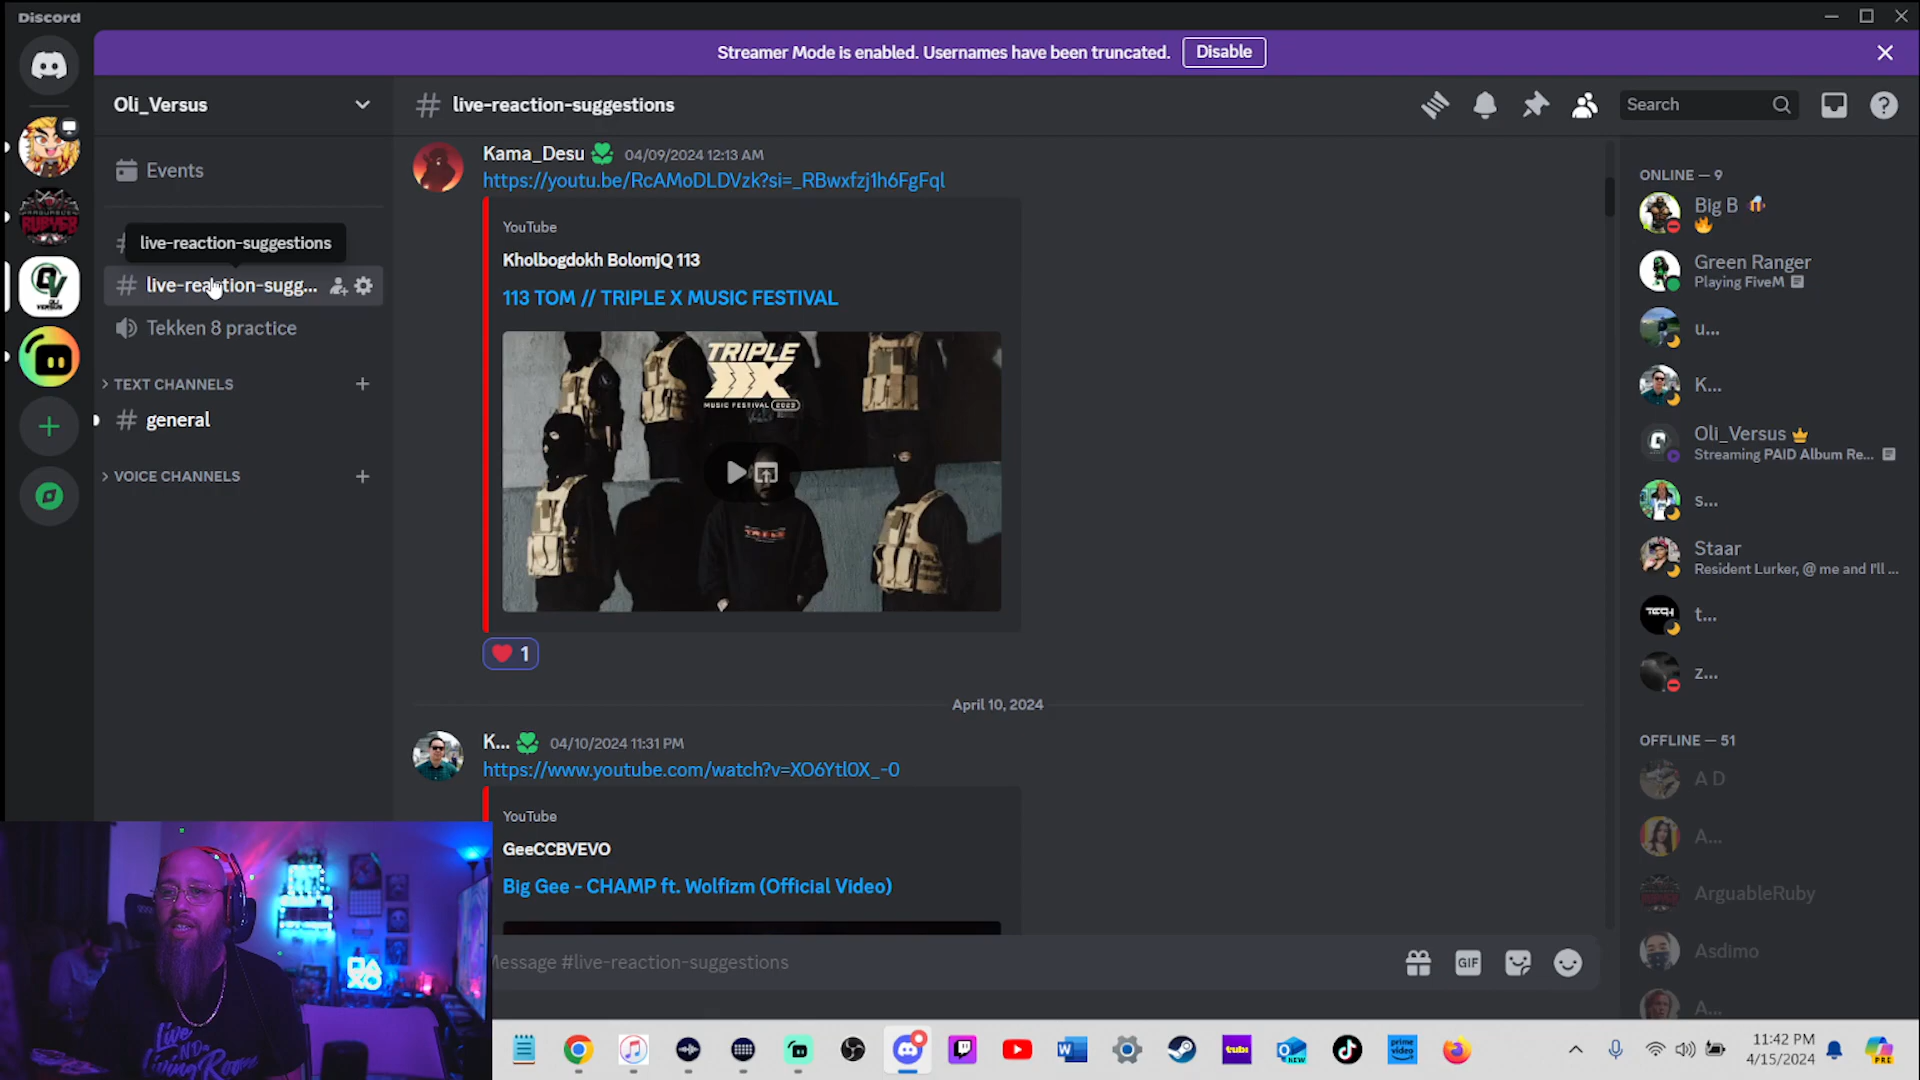 Discord
Streamer Mode is enabled. Usernames have been truncated. Disable
Oli_Versus
Events
live-reaction-suggestions
live-reaction-sugg...
Tekken 8 practice
TEXT CHANNELS
general
VOICE CHANNELS
live-reaction-suggestions
Search
Kama_Desu 04/09/2024 12:13 AM
https://youtu.be/RcAMoDLDVzk?si=_RBwxfzj1h6FgFql
YouTube
Kholbogdokh BolomjQ 113
113 TOM // TRIPLE X MUSIC FESTIVAL
TRIPLE
MUSIC FESTIVAL 2023
1
April 10, 2024
K... 04/10/2024 11:31 PM
https://www.youtube.com/watch?v=XO6Ytl0X_-0
YouTube
GeeCCBVEVO
Big Gee - CHAMP ft. Wolfizm (Official Video)
Message #live-reaction-suggestions
GIF
ONLINE — 9
Big B
Green Ranger
Playing FiveM
u...
K...
Oli_Versus
Streaming PAID Album Re...
s...
Staar
Resident Lurker, @ me and I'll ...
t...
z...
OFFLINE — 51
A D
A...
ArguableRuby
Asdimo
A...
11:42 PM
4/15/2024